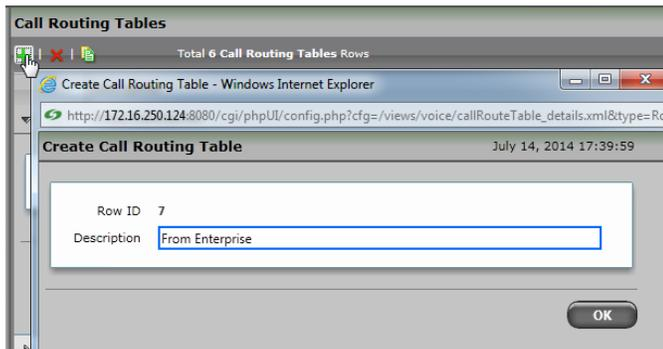 Call Routing Tables
Total 6 Call Routing Tables Rows
Create Call Routing Table - Windows Internet Explorer
http://172.16.250.124:8080/cgi/phpUI/config.php?cfg=/views/voice/callRouteTable_details.xml&type=Ro
Create Call Routing Table July 14, 2014 17:39:59
Row ID 7
Description From Enterprise
OK